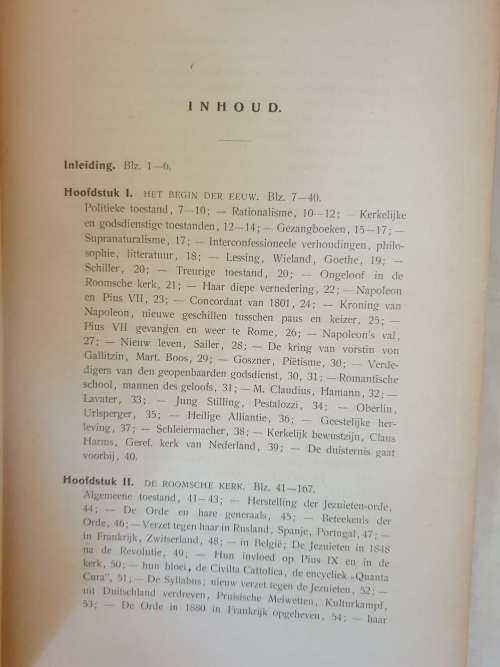 INHOUD.
Inleiding. Blz. 1—6.
Hoofdstuk I. HET BEGIN DER EEUW. Blz. 7—40.
Politieke toestand, 7—10; — Rationalisme, 10—12; — Kerkelijke
en godsdienstige toestanden, 12—14; — Gezangboeken, 15—17; —
Supranaturalisme, 17; — Interconfessioneele verhoudingen, philo-
sophie, litteratuur, 18; — Lessing, Wieland, Goethe, 19; —
Schiller, 20; — Treurige toestand, 20; — Ongeloof in de
Roomsche kerk, 21; — Haar diepe vernedering, 22; — Napoleon
en Pius VII, 23; — Concordaat van 1801, 24; — Kroning van
Napoleon, nieuwe geschillen tusschen paus en keizer, 25; —
Pius VII gevangen en weer te Rome, 26; — Napoleon's val,
27; — Nieuw leven, Sailer, 28; — De kring van vorstin von
Gallitzin, Mart. Boos, 29; — Goszner, Piëtisme, 30; — Verde-
digers van den geopenbaarden godsdienst, 30, 31; — Romantische
school, mannen des geloofs, 31; — M. Claudius, Hamann, 32; —
Lavater, 33; — Jung Stilling, Pestalozzi, 34; — Oberlin,
Urlsperger, 35; — Heilige Alliantie, 36; — Geestelijke her-
leving, 37; — Schleiermacher, 38; — Kerkelijk bewustzijn, Claus
Harms, Geref. kerk van Nederland, 39; — De duisternis gaat
voorbij, 40.
Hoofdstuk II. DE ROOMSCHE KERK. Blz. 41—167.
Algemeene toestand, 41—43; — Herstelling der Jezuieten-orde,
44; — De Orde en hare generaals, 45; — Beteekenis der
Orde, 46; — Verzet tegen haar in Rusland, Spanje, Portugal, 47; —
in Frankrijk, Zwitserland, 48; — in België; De Jezuieten in 1848
na de Revolutie, 49; — Hun invloed op Pius IX en in de
kerk, 50; — hun bloei, de Civilta Cattolica, de encycliek „Quanta
Cura", 51; — De Syllabus; nieuw verzet tegen de Jezuieten, 52; —
uit Duitschland verdreven, Pruisische Meiwetten, Kulturkampf,
53; — De Orde in 1880 in Frankrijk opgeheven, 54; — haar